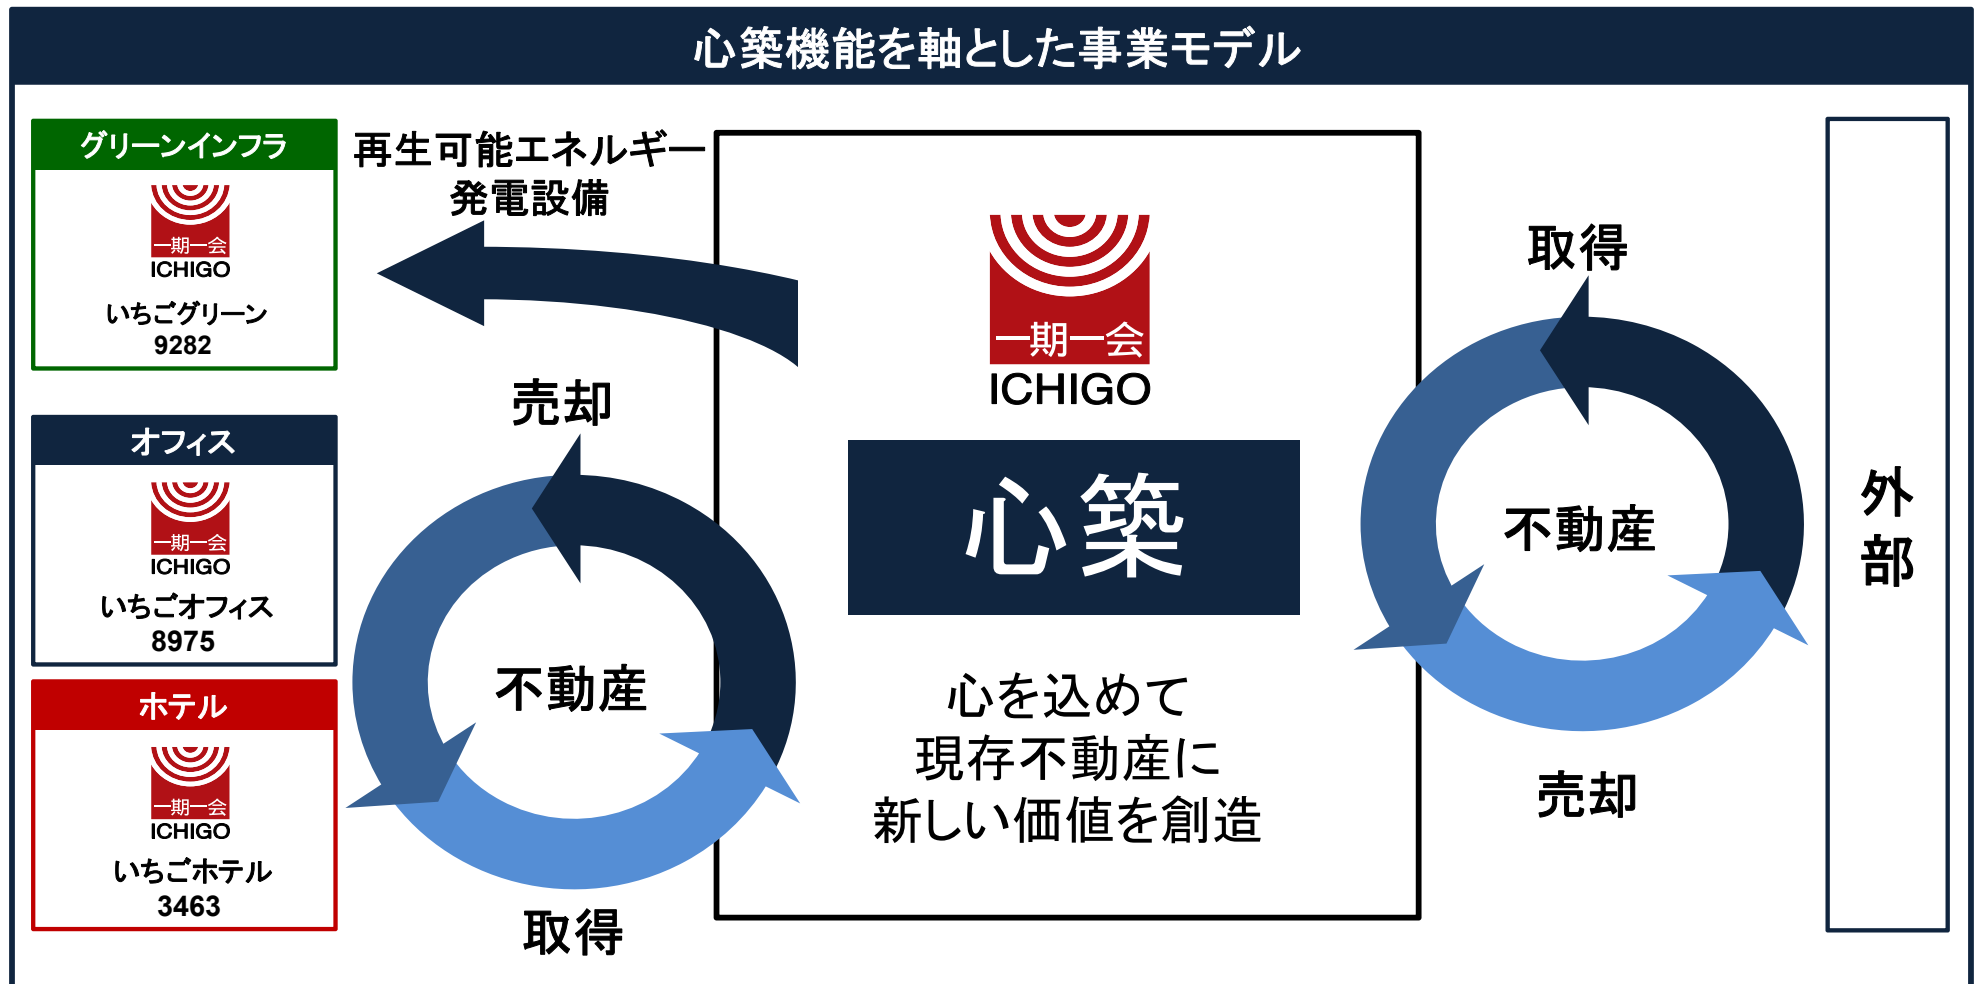 心築機能を軸とした事業モデル
グリーンインフラ
一期一会
ICHIGO
いちごグリーン
9282
オフィス
一期一会
ICHIGO
いちごオフィス
8975
ホテル
一期一会
ICHIGO
いちごホテル
3463
再生可能エネルギー
発電設備
売却
不動産
取得
一期一会
ICHIGO
心築
心を込めて
現存不動産に
新しい価値を創造
取得
不動産
売却
外部